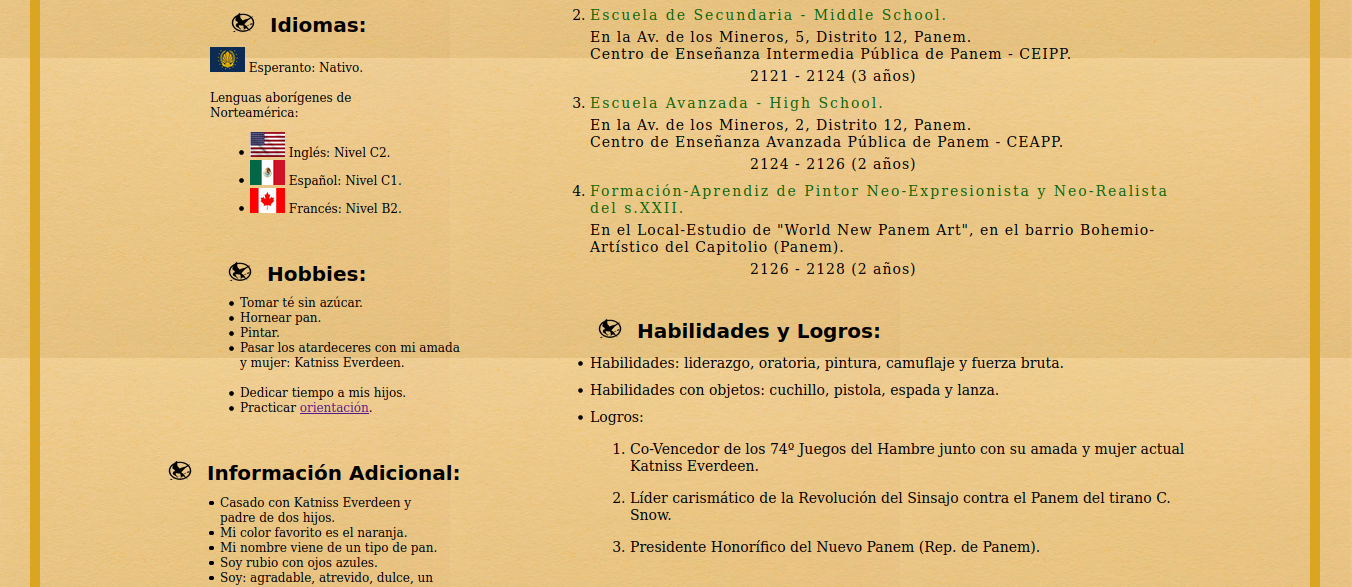 Idiomas:
Esperanto: Nativo.
Lenguas aborígenes de
Norteamérica:
Inglés: Nivel C2.
Español: Nivel C1.
Francés: Nivel B2.
Hobbies:
Tomar té sin azúcar.
Hornear pan.
Pintar.
Pasar los atardeceres con mi amada
y mujer: Katniss Everdeen.
Dedicar tiempo a mis hijos.
Practicar orientación.
Información Adicional:
Casado con Katniss Everdeen y
padre de dos hijos.
Mi color favorito es el naranja.
Mi nombre viene de un tipo de pan.
Soy rubio con ojos azules.
Soy: agradable, atrevido, dulce, un
2. Escuela de Secundaria - Middle School.
En la Av. de los Mineros, 5, Distrito 12, Panem.
Centro de Enseñanza Intermedia Pública de Panem - CEIPP.
2121 - 2124 (3 años)
3. Escuela Avanzada - High School.
En la Av. de los Mineros, 2, Distrito 12, Panem.
Centro de Enseñanza Avanzada Pública de Panem - CEAPP.
2124 - 2126 (2 años)
4. Formación-Aprendiz de Pintor Neo-Expresionista y Neo-Realista
del s.XXII.
En el Local-Estudio de "World New Panem Art", en el barrio Bohemio-
Artístico del Capitolio (Panem).
2126 - 2128 (2 años)
Habilidades y Logros:
Habilidades: liderazgo, oratoria, pintura, camuflaje y fuerza bruta.
Habilidades con objetos: cuchillo, pistola, espada y lanza.
Logros:
1. Co-Vencedor de los 74º Juegos del Hambre junto con su amada y mujer actual
Katniss Everdeen.
2. Líder carismático de la Revolución del Sinsajo contra el Panem del tirano C.
Snow.
3. Presidente Honorífico del Nuevo Panem (Rep. de Panem).